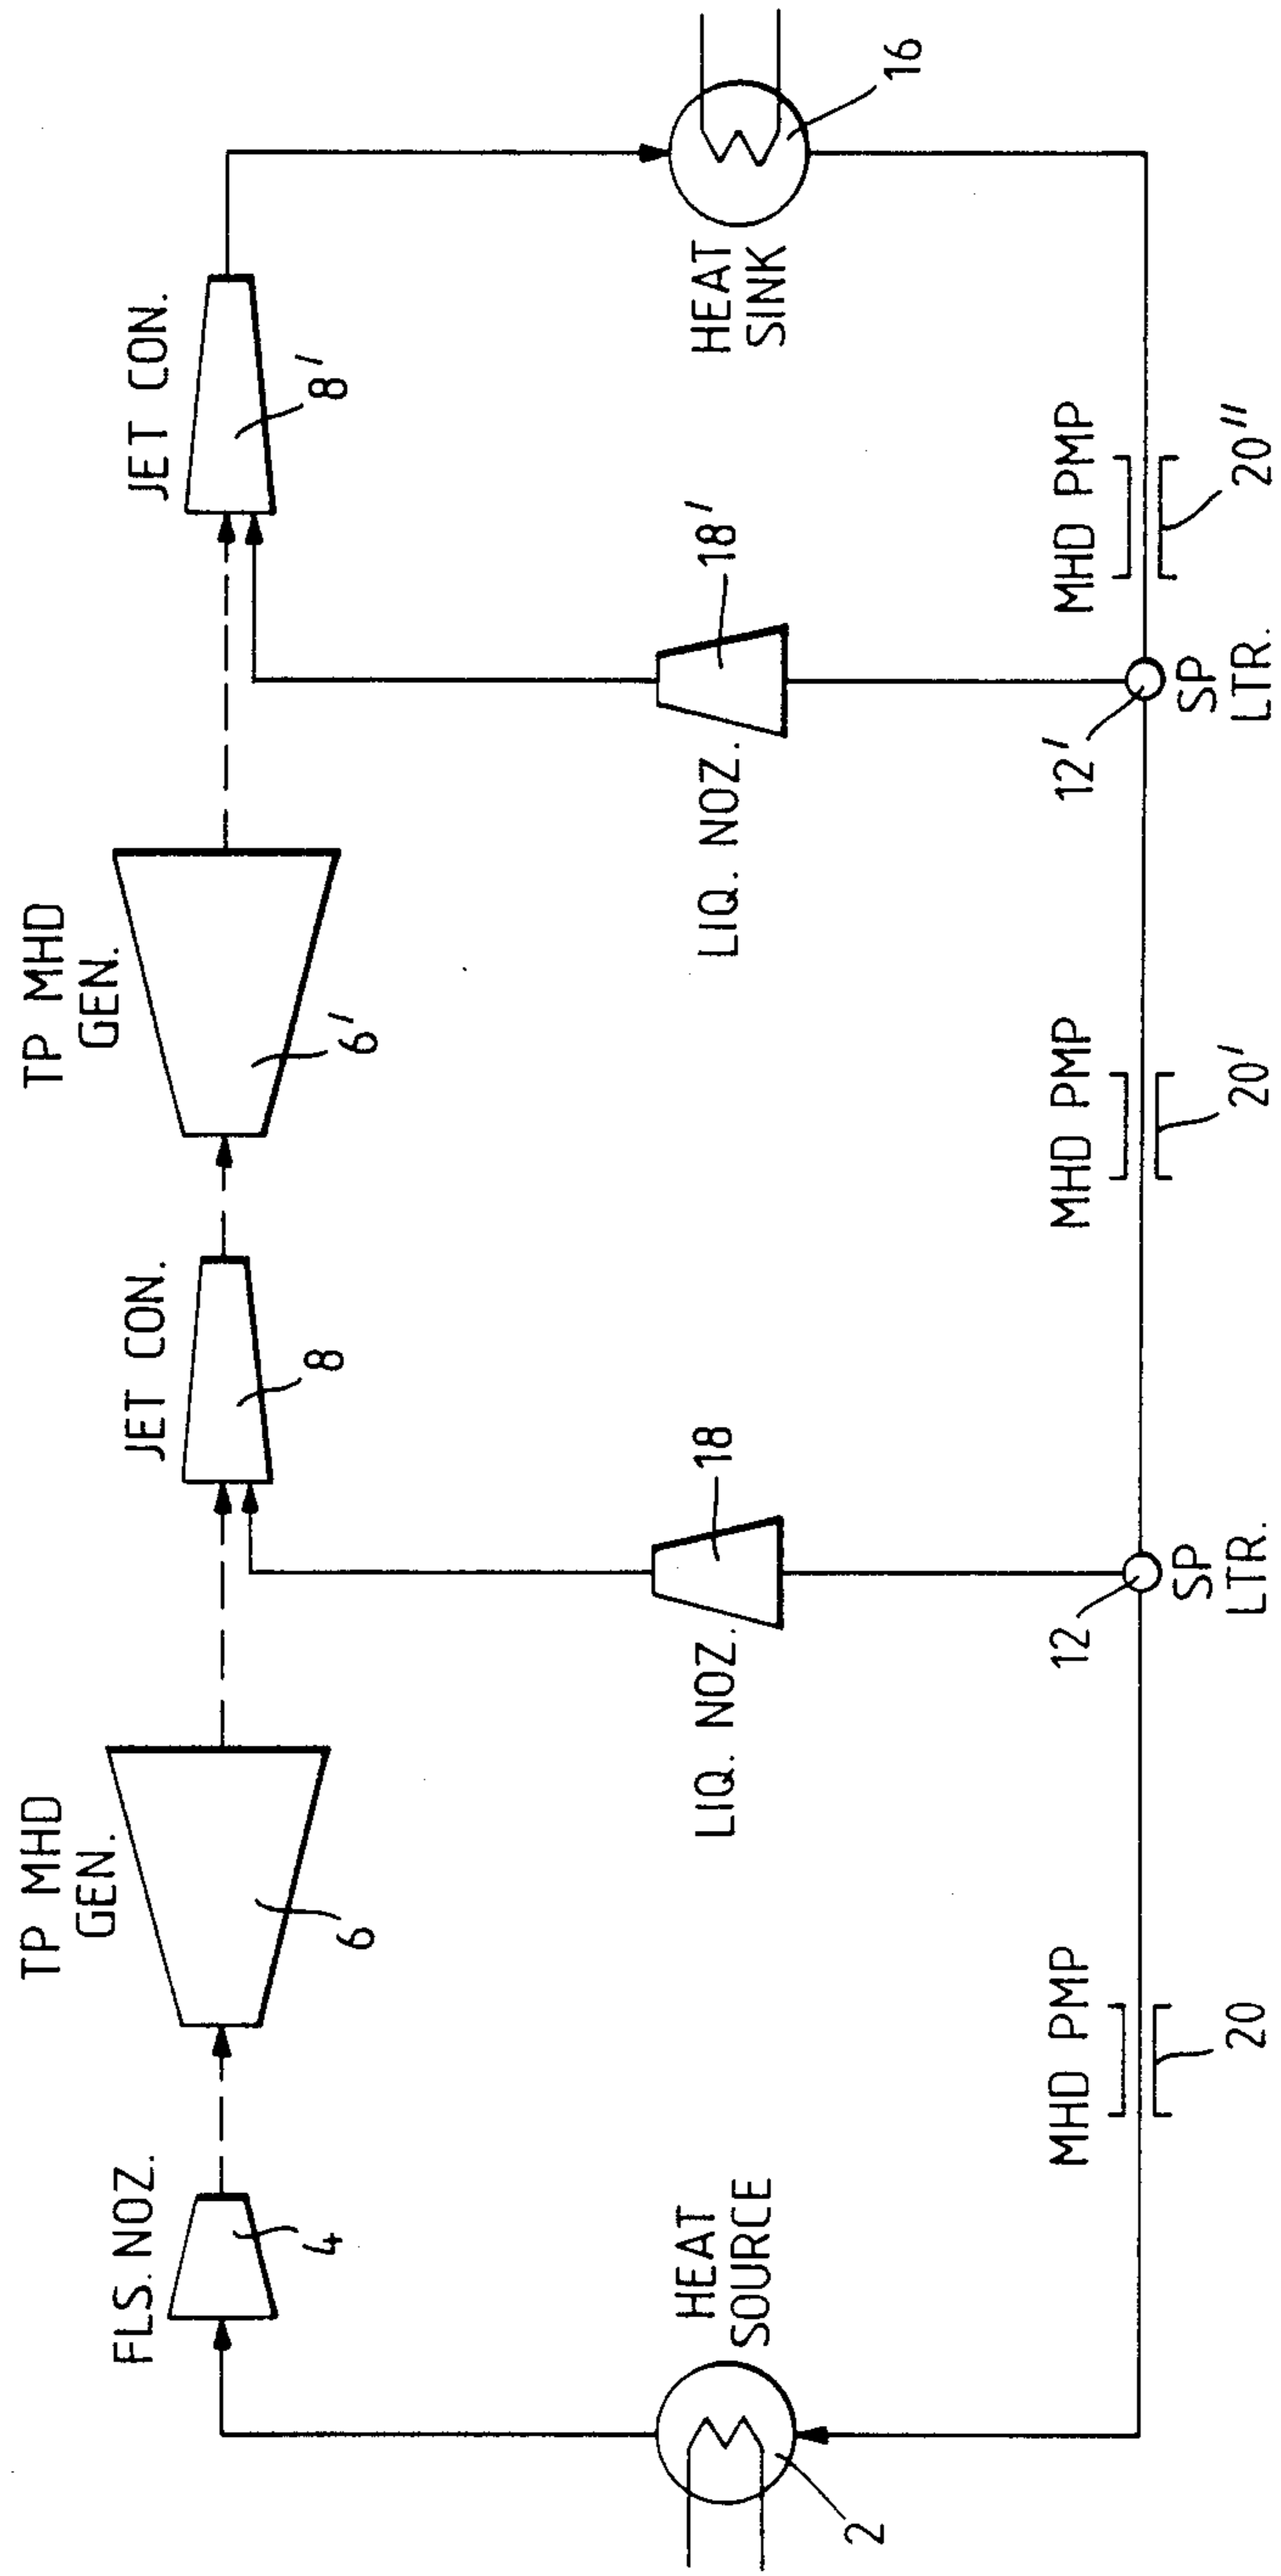 TP MHD
GEN.
TP MHD
GEN.
FLS. NOZ.
JET CON.
JET CON.
4
6
8
6'
8'
HEAT
SOURCE
2
LIQ. NOZ.
18
LIQ. NOZ.
18'
HEAT
SINK
16
MHD PMP
20
12
SP
LTR.
MHD PMP
20'
12'
SP
LTR.
MHD PMP
20''